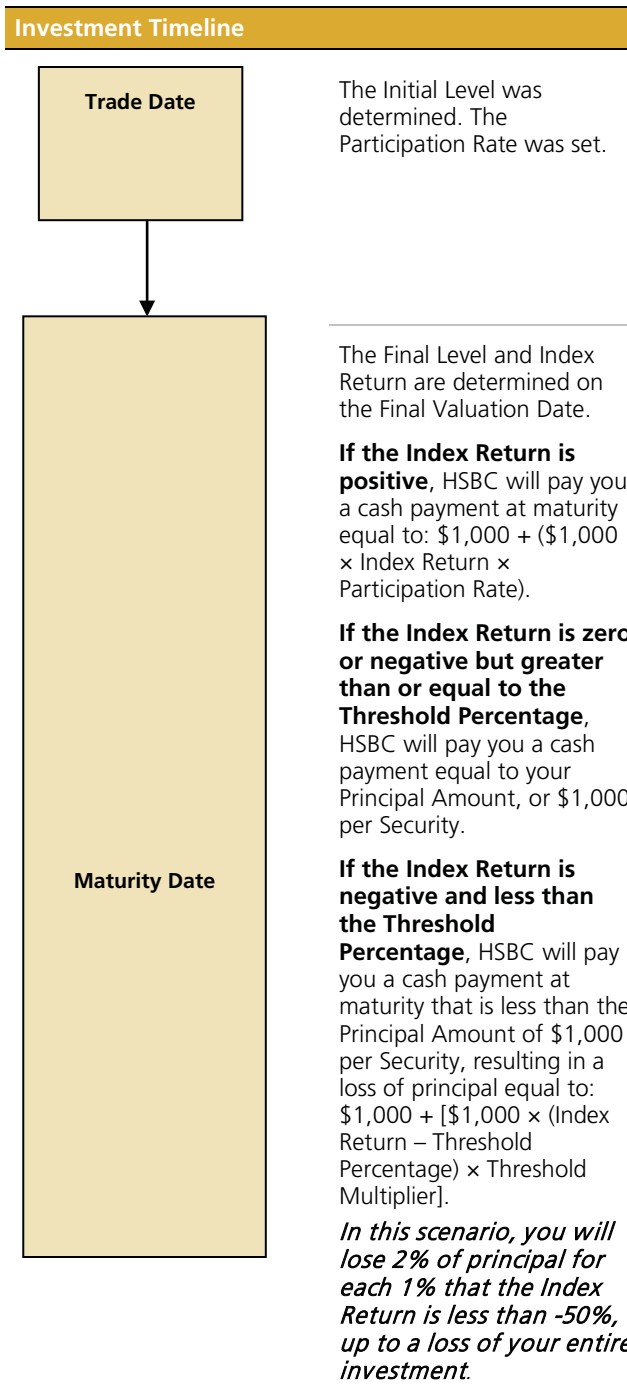 Investment Timeline
Trade Date
The Initial Level was
determined. The
Participation Rate was set.
Maturity Date
The Final Level and Index
Return are determined on
the Final Valuation Date.
If the Index Return is
positive, HSBC will pay you
a cash payment at maturity
equal to: $1,000 + ($1,000
× Index Return ×
Participation Rate).
If the Index Return is zero
or negative but greater
than or equal to the
Threshold Percentage,
HSBC will pay you a cash
payment equal to your
Principal Amount, or $1,000
per Security.
If the Index Return is
negative and less than
the Threshold
Percentage, HSBC will pay
you a cash payment at
maturity that is less than the
Principal Amount of $1,000
per Security, resulting in a
loss of principal equal to:
$1,000 + [$1,000 × (Index
Return – Threshold
Percentage) × Threshold
Multiplier].
In this scenario, you will
lose 2% of principal for
each 1% that the Index
Return is less than -50%,
up to a loss of your entire
investment.